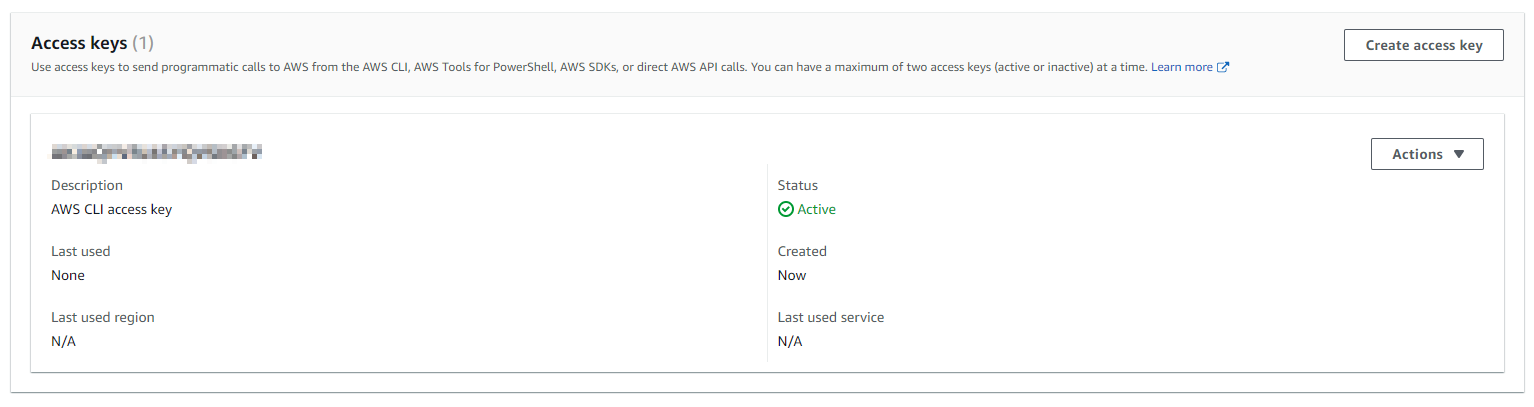 Access keys (1)
Create access key
Use access keys to send programmatic calls to AWS from the AWS CLI, AWS Tools for PowerShell, AWS SDKs, or direct AWS API calls. You can have a maximum of two access keys (active or inactive) at a time. Learn more
Actions
Description
AWS CLI access key
Status
Active
Last used
None
Created
Now
Last used region
N/A
Last used service
N/A